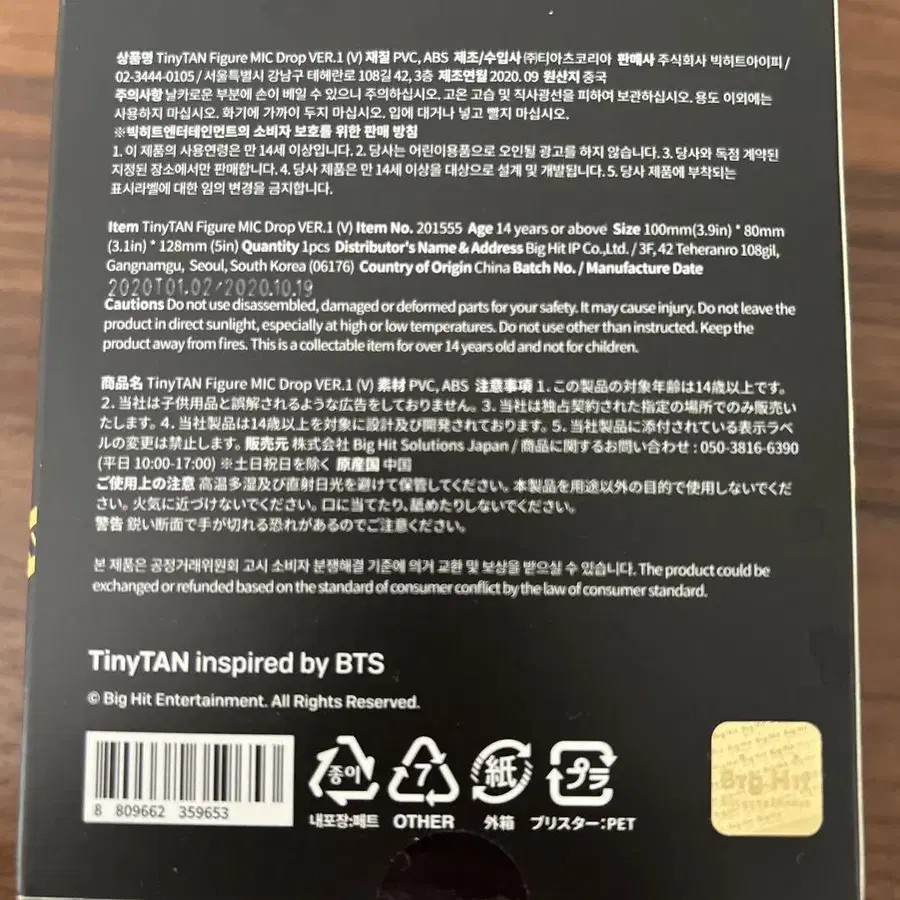 상품명 TinyTAN Figure MIC Drop VER.1 (V) 재질 PVC, ABS 제조/수입사 ㈜티아츠코리아 판매사 주식회사 빅히트아이피 /
02-3444-0105 / 서울특별시 강남구 테헤란로 108길 42, 3층 제조연월 2020. 09 원산지 중국
주의사항 날카로운 부분에 손이 베일 수 있으니 주의하십시오. 고온 고습 및 직사광선을 피하여 보관하십시오. 용도 이외에는
사용하지 마십시오. 화기에 가까이 두지 마십시오. 입에 대거나 넣고 빨지 마십시오.
※빅히트엔터테인먼트의 소비자 보호를 위한 판매 방침
1. 이 제품의 사용연령은 만 14세 이상입니다. 2. 당사는 어린이용품으로 오인될 광고를 하지 않습니다. 3. 당사와 독점 계약된
지정된 장소에서만 판매합니다. 4. 당사 제품은 만 14세 이상을 대상으로 설계 및 개발됩니다. 5. 당사 제품에 부착되는
표시라벨에 대한 임의 변경을 금지합니다.
Item TinyTAN Figure MIC Drop VER.1 (V) Item No. 201555 Age 14 years or above Size 100mm(3.9in) * 80mm
(3.1in) * 128mm (5in) Quantity 1pcs Distributor's Name & Address Big Hit IP Co.,Ltd. / 3F, 42 Teheranro 108gil,
Gangnamgu, Seoul, South Korea (06176) Country of Origin China Batch No. / Manufacture Date
2020T01.02/2020.10.19
Cautions Do not use disassembled, damaged or deformed parts for your safety. It may cause injury. Do not leave the
product in direct sunlight, especially at high or low temperatures. Do not use other than instructed. Keep the
product away from fires. This is a collectable item for over 14 years old and not for children.
商品名 TinyTAN Figure MIC Drop VER.1 (V) 素材 PVC, ABS 注意事項 1. この製品の対象年齢は14歳以上です。
2. 当社は子供用品と誤解されるような広告をしておりません。3. 当社は独占契約された指定の場所でのみ販売い
たします。4. 当社製品は14歳以上を対象に設計及び開発されております。5. 当社製品に添付されている表示ラベ
ルの変更は禁止します。販売元 株式会社 Big Hit Solutions Japan / 商品に関するお問い合わせ : 050-3816-6390
(平日 10:00-17:00) ※土日祝日を除く 原産国 中国
ご使用上の注意 高温多湿及び直射日光を避けて保管してください。本製品を用途以外の目的で使用しないでくだ
さい。火気に近づけないでください。口に当てたり、舐めたりしないでください。
警告 鋭い断面で手が切れる恐れがあるのでご注意ください。
본 제품은 공정거래위원회 고시 소비자 분쟁해결 기준에 의거 교환 및 보상을 받으실 수 있습니다. The product could be
exchanged or refunded based on the standard of consumer conflict by the law of consumer standard.
TinyTAN inspired by BTS
© Big Hit Entertainment. All Rights Reserved.
8 809662 359653
종이
내포장:페트
7
OTHER
紙
外箱
プラ
ブリスター:PET
Big Hit
Entertainment